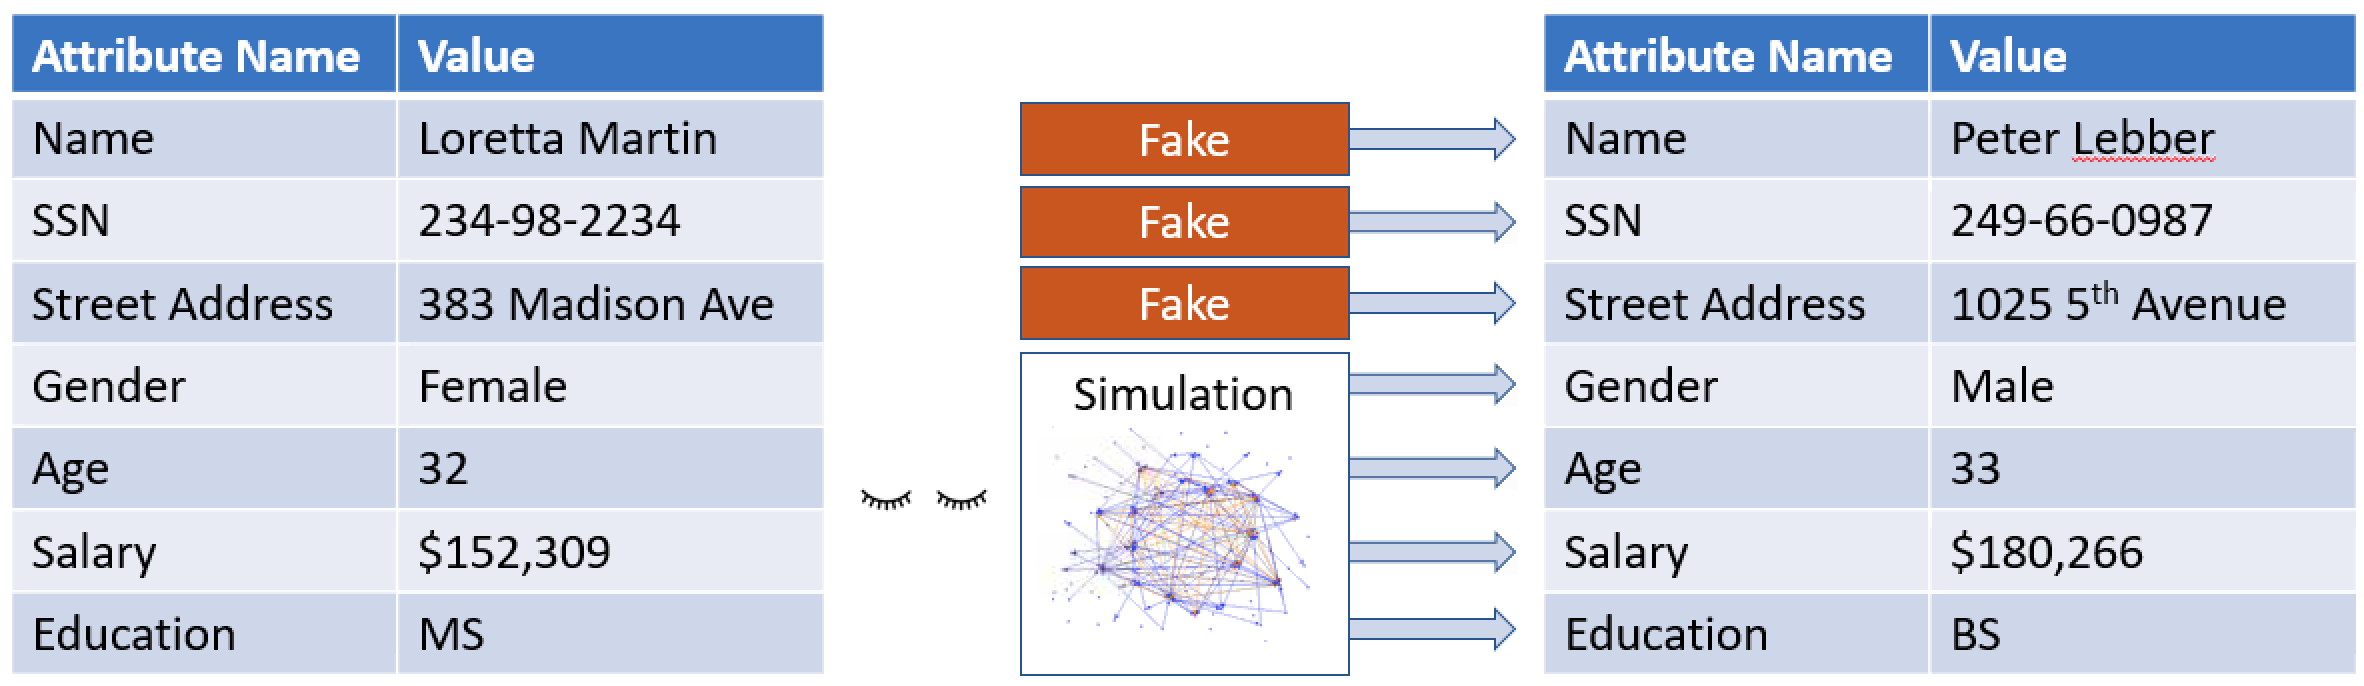 Attribute Name Value
Name Loretta Martin
SSN 234-98-2234
Street Address 383 Madison Ave
Gender Female
Age 32
Salary $152,309
Education MS
Fake
Fake
Fake
Simulation
Attribute Name Value
Name Peter Lebber
SSN 249-66-0987
Street Address 1025 5th Avenue
Gender Male
Age 33
Salary $180,266
Education BS